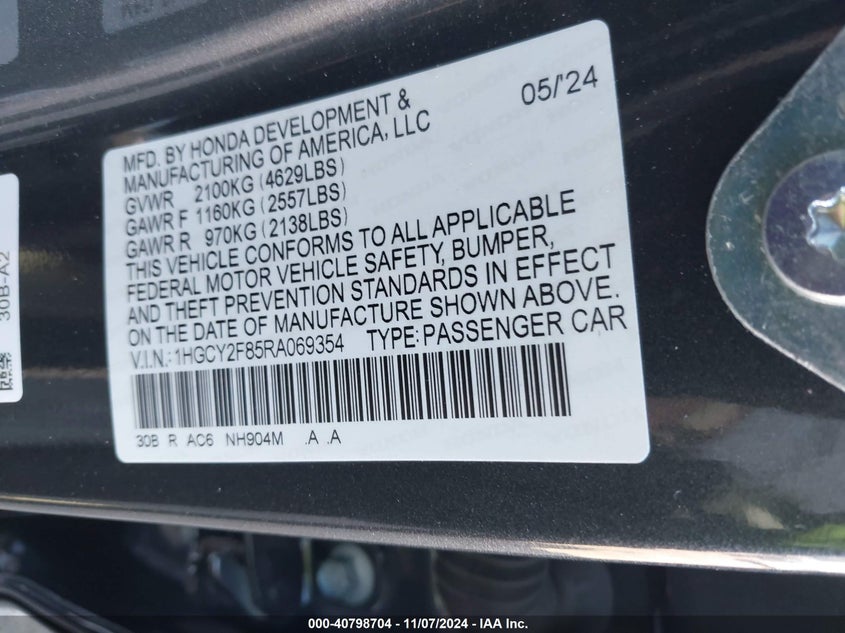 05/'24
MFD. BY HONDA DEVELOPMENT &
MANUFACTURING OF AMERICA, LLC
GVWR 2100KG (4629LBS)
GAWR F 1160KG (2557LBS)
GAWR R 970KG (2138LBS)
THIS VEHICLE CONFORMS TO ALL APPLICABLE
FEDERAL MOTOR VEHICLE SAFETY, BUMPER,
AND THEFT PREVENTION STANDARDS IN EFFECT
ON THE DATE OF MANUFACTURE SHOWN ABOVE.
V.I.N.: 1HGCY2F85RA069354 TYPE: PASSENGER CAR
30B R AC6 NH904M .A .A
30B-A2
000-40798704 — 11/07/2024 — IAA Inc.